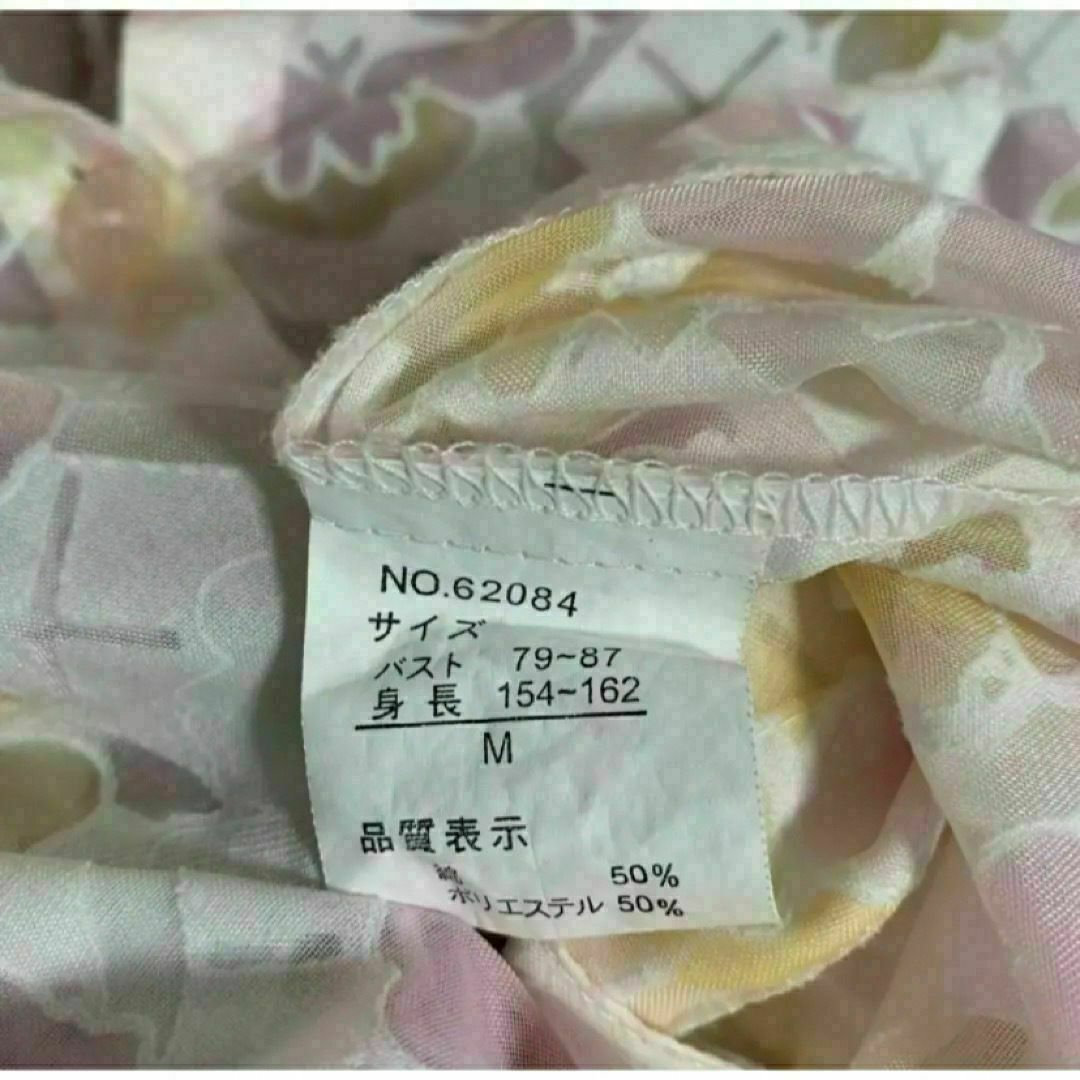 NO.62084
サイズ
バスト 79~87
身長 154~162
M
品質表示
綿 50%
ポリエステル 50%